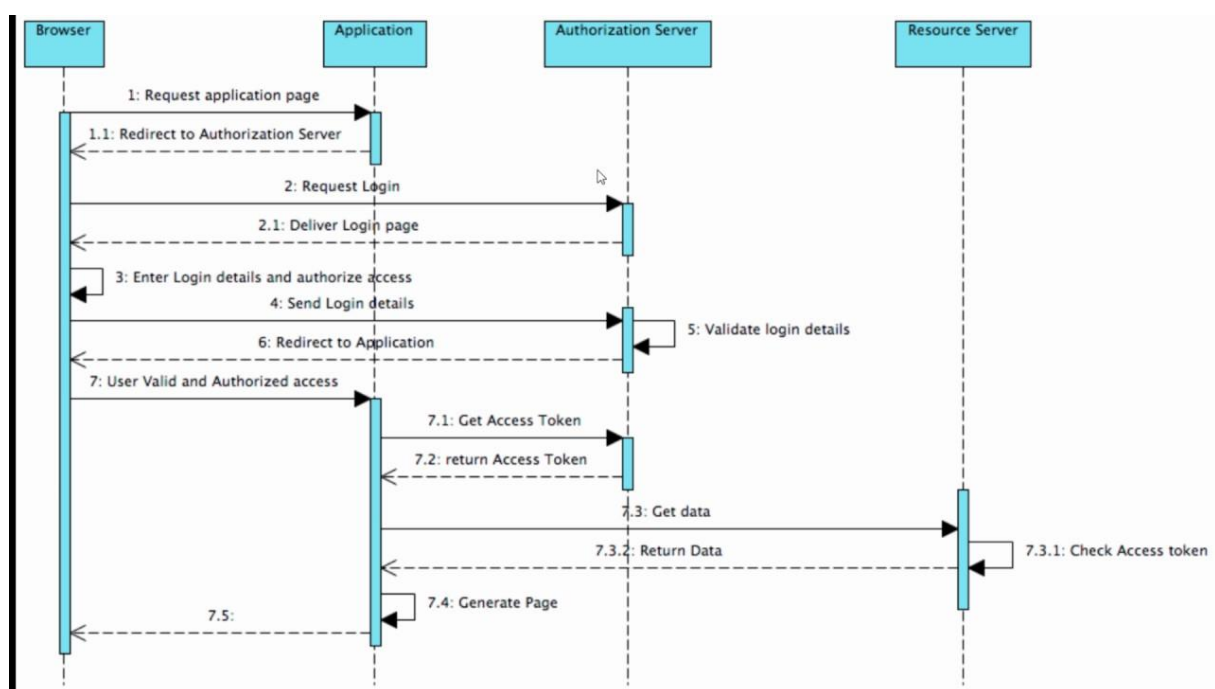 Browser
Application
Authorization Server
Resource Server
1: Request application page
1.1: Redirect to Authorization Server
2: Request Login
2.1: Deliver Login page
3: Enter Login details and authorize access
4: Send Login details
5: Validate login details
6: Redirect to Application
7: User Valid and Authorized access
7.1: Get Access Token
7.2: return Access Token
7.3: Get data
7.3.2: Return Data
7.3.1: Check Access token
7.4: Generate Page
7.5: